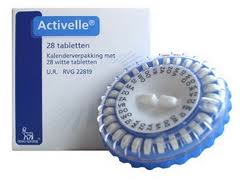 Activelle®
28 tabletten
Kalenderverpakking met
28 witte tabletten
U.R. RVG 22819